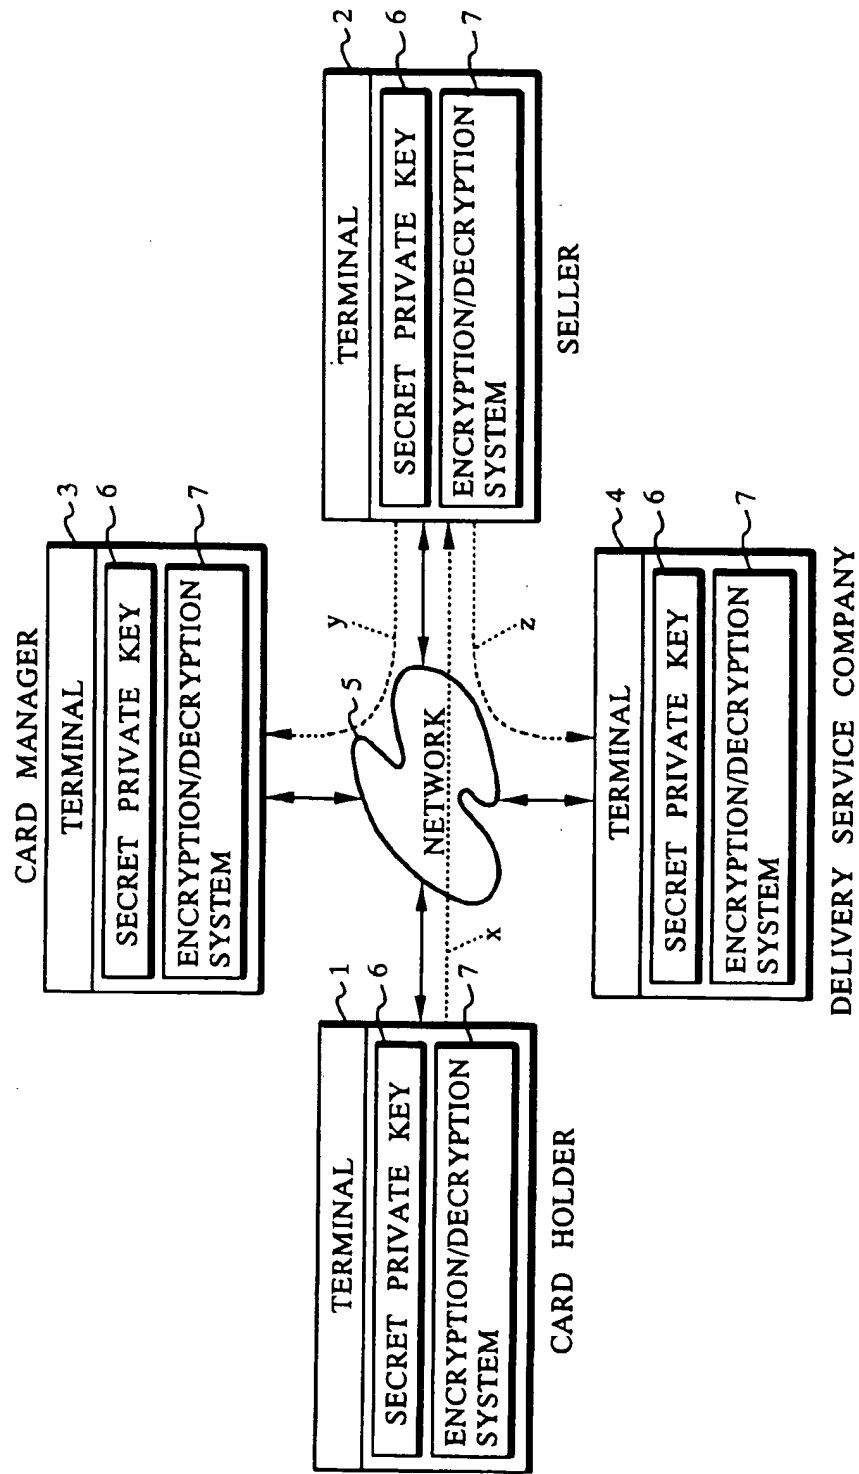 CARD MANAGER
TERMINAL
3
SECRET PRIVATE KEY
6
ENCRYPTION/DECRYPTION
SYSTEM
7
TERMINAL
1
SECRET PRIVATE KEY
6
ENCRYPTION/DECRYPTION
SYSTEM
7
CARD HOLDER
5
NETWORK
x
y
z
TERMINAL
2
SECRET PRIVATE KEY
6
ENCRYPTION/DECRYPTION
SYSTEM
7
SELLER
TERMINAL
4
SECRET PRIVATE KEY
6
ENCRYPTION/DECRYPTION
SYSTEM
7
DELIVERY SERVICE COMPANY